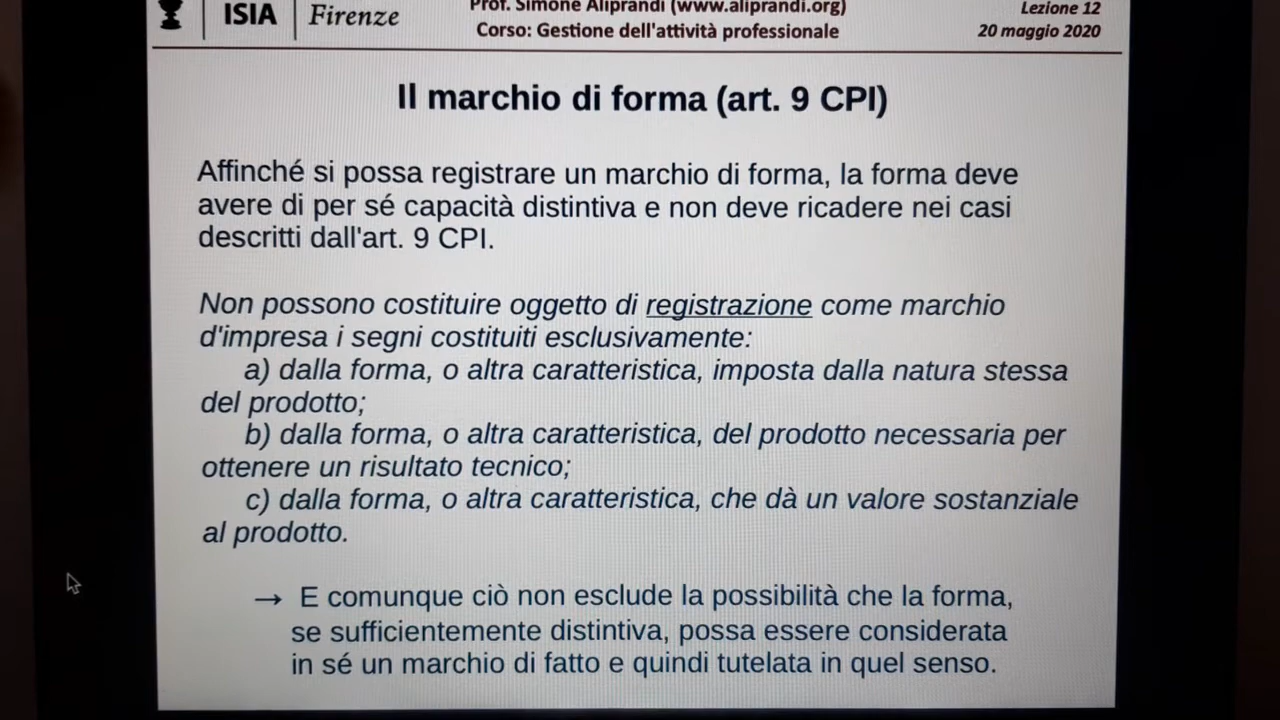 ISIA Firenze Prof. Simone Aliprandi (www.aliprandi.org) Lezione 12
Corso: Gestione dell'attività professionale 20 maggio 2020
Il marchio di forma (art. 9 CPI)
Affinché si possa registrare un marchio di forma, la forma deve
avere di per sé capacità distintiva e non deve ricadere nei casi
descritti dall'art. 9 CPI.
Non possono costituire oggetto di registrazione come marchio
d'impresa i segni costituiti esclusivamente:
a) dalla forma, o altra caratteristica, imposta dalla natura stessa
del prodotto;
b) dalla forma, o altra caratteristica, del prodotto necessaria per
ottenere un risultato tecnico;
c) dalla forma, o altra caratteristica, che dà un valore sostanziale
al prodotto.
→ E comunque ciò non esclude la possibilità che la forma,
se sufficientemente distintiva, possa essere considerata
in sé un marchio di fatto e quindi tutelata in quel senso.